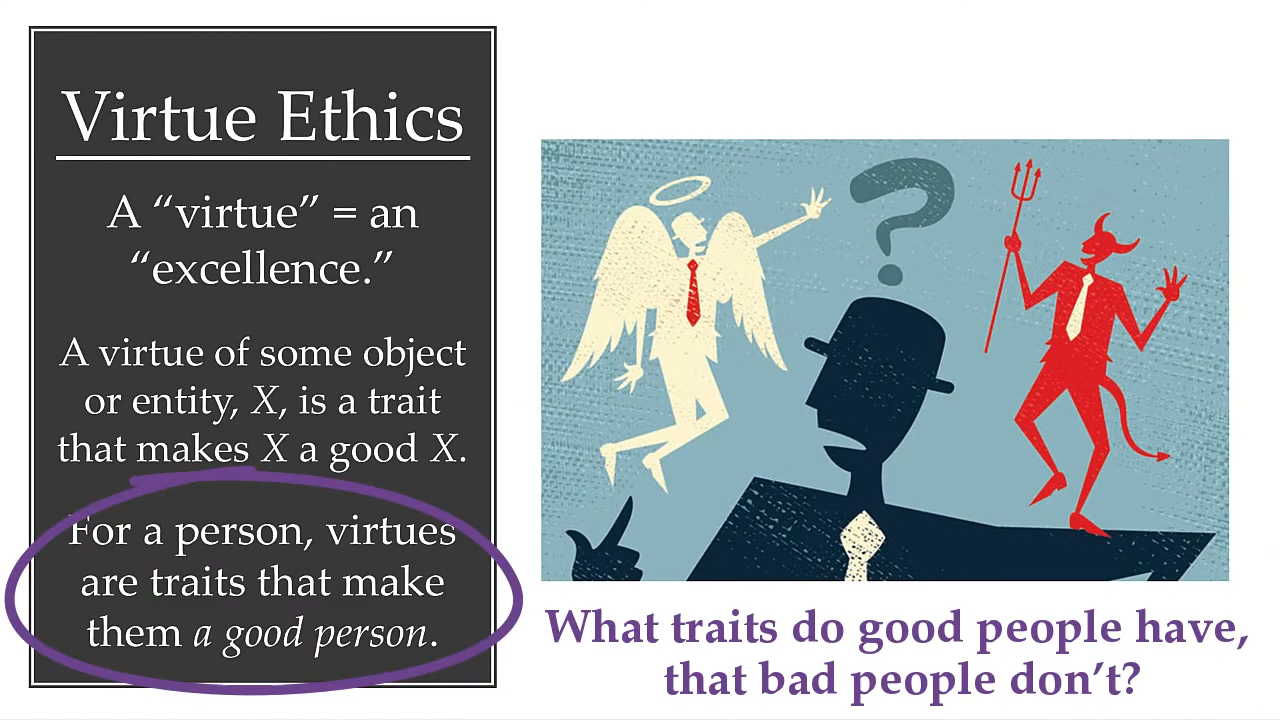 Virtue Ethics
A “virtue” = an
“excellence.”
A virtue of some object
or entity, X, is a trait
that makes X a good X.
For a person, virtues
are traits that make
them a good person.
?
What traits do good people have,
that bad people don’t?